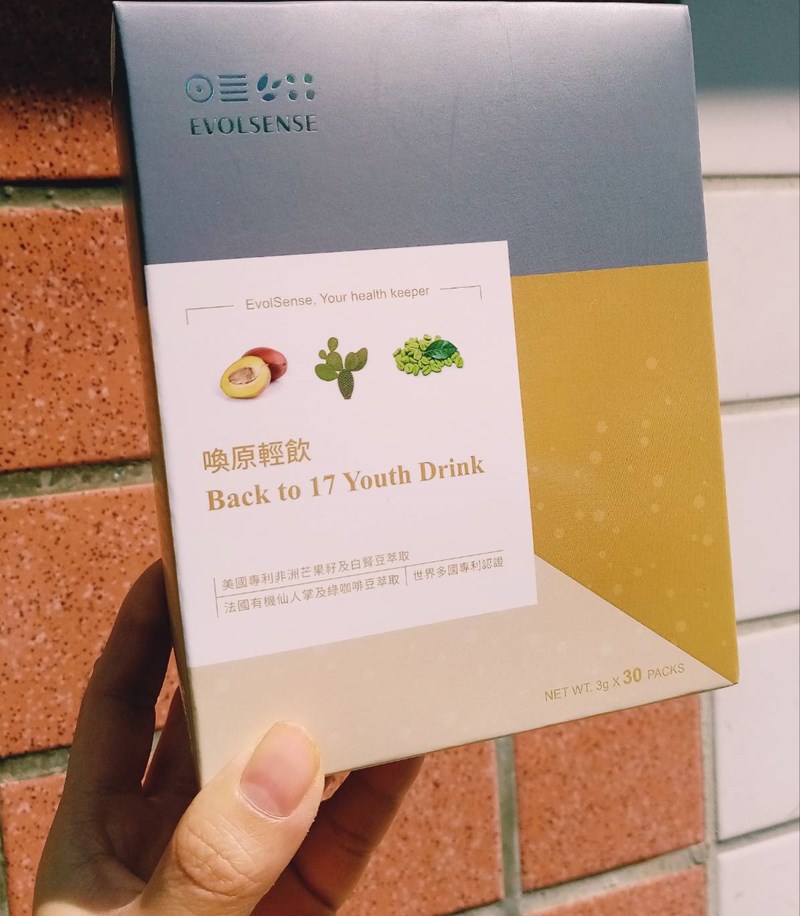 EVOLSENSE
EvolSense, Your health keeper
喚原輕飲
Back to 17 Youth Drink
美國專利非洲芒果籽及白腎豆萃取
法國有機仙人掌及綠咖啡豆萃取
世界多國專利認證
NET WT. 3g X 30 PACKS